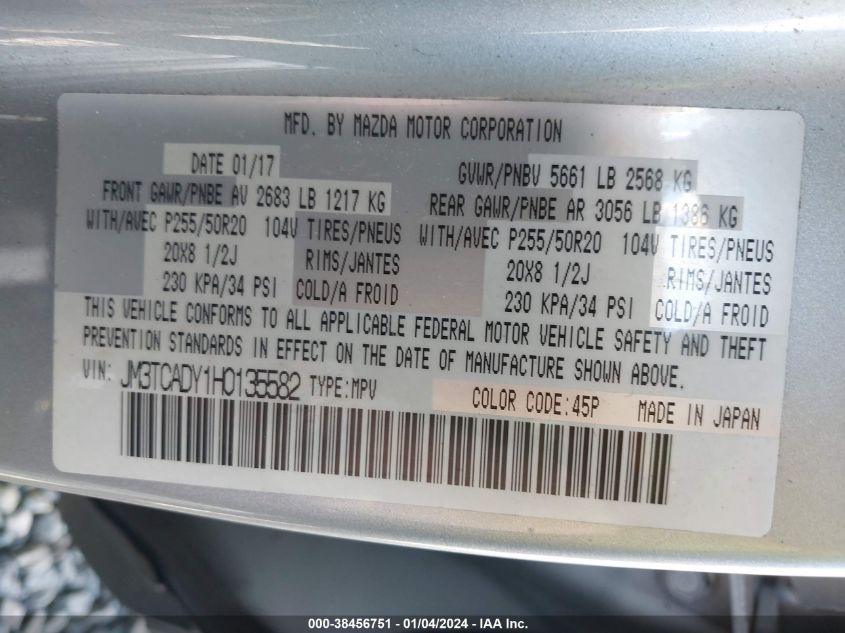 MFD. BY MAZDA MOTOR CORPORATION
DATE 01/17 GVWR/PNBV 5661 LB 2568 KG
FRONT GAWR/PNBE AV 2683 LB 1217 KG REAR GAWR/PNBE AR 3056 LB 1386 KG
WITH/AVEC P255/50R20 104V TIRES/PNEUS WITH/AVEC P255/50R20 104V TIRES/PNEUS
20X8 1/2J RIMS/JANTES 20X8 1/2J RIMS/JANTES
230 KPA/34 PSI COLD/A FROID 230 KPA/34 PSI COLD/A FROID
THIS VEHICLE CONFORMS TO ALL APPLICABLE FEDERAL MOTOR VEHICLE SAFETY AND THEFT
PREVENTION STANDARDS IN EFFECT ON THE DATE OF MANUFACTURE SHOWN ABOVE.
VIN: JM3TCADY1H0135582 TYPE:MPV COLOR CODE:45P MADE IN JAPAN
000-38456751 — 01/04/2024 — IAA Inc.